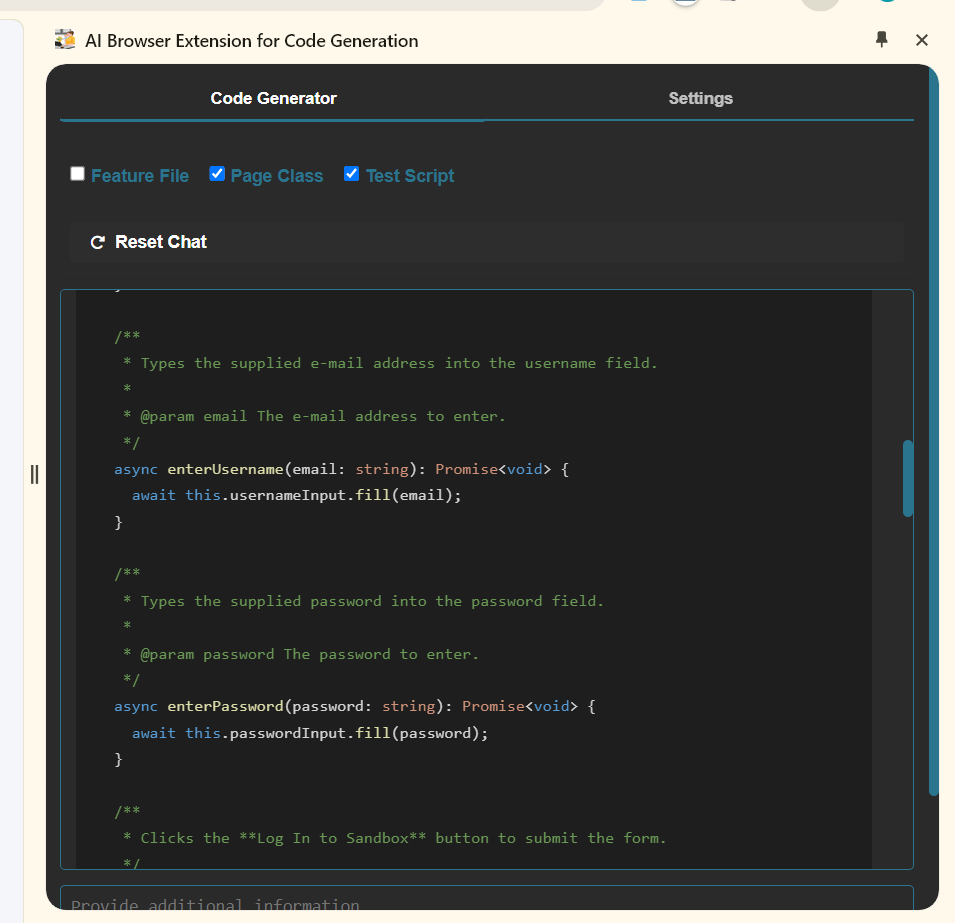 AI Browser Extension for Code Generation
Code Generator
Settings
Feature File
Page Class
Test Script
Reset Chat
/**
* Types the supplied e-mail address into the username field.
*
* @param email The e-mail address to enter.
*/
async enterUsername(email: string): Promise<void> {
await this.usernameInput.fill(email);
}
/**
* Types the supplied password into the password field.
*
* @param password The password to enter.
*/
async enterPassword(password: string): Promise<void> {
await this.passwordInput.fill(password);
}
/**
* Clicks the **Log In to Sandbox** button to submit the form.
*/
Provide additional information